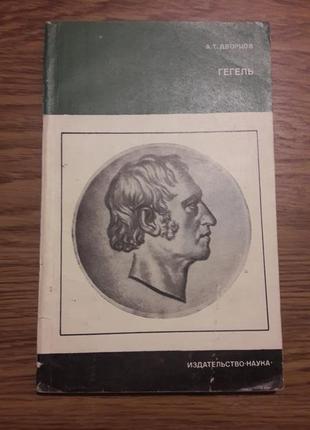 А. Т. ДВОРЦОВ
ГЕГЕЛЬ
ИЗДАТЕЛЬСТВО «НАУКА»